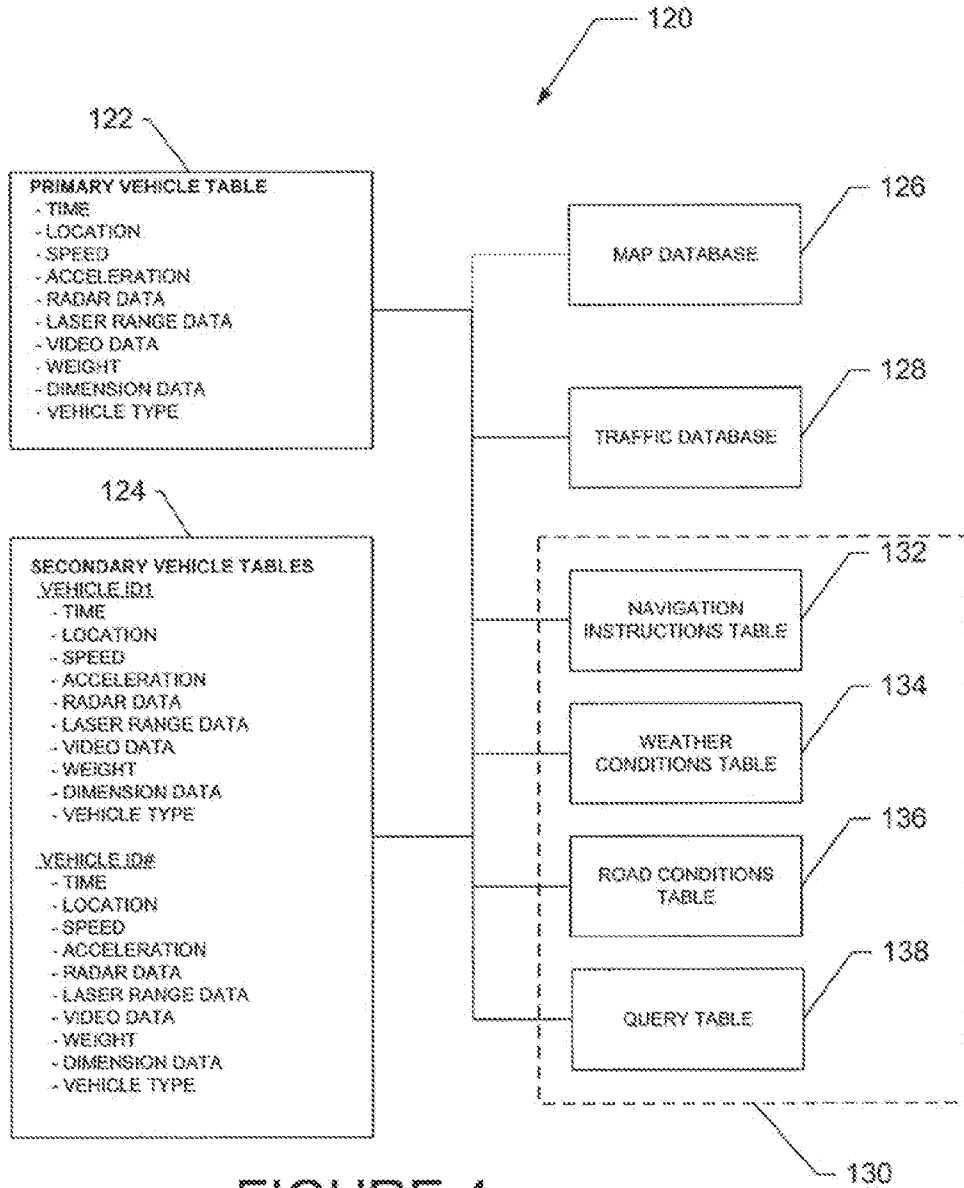 120
122
PRIMARY VEHICLE TABLE
- TIME
- LOCATION
- SPEED
- ACCELERATION
- RADAR DATA
- LASER RANGE DATA
- VIDEO DATA
- WEIGHT
- DIMENSION DATA
- VEHICLE TYPE
124
SECONDARY VEHICLE TABLES
VEHICLE ID1
- TIME
- LOCATION
- SPEED
- ACCELERATION
- RADAR DATA
- LASER RANGE DATA
- VIDEO DATA
- WEIGHT
- DIMENSION DATA
- VEHICLE TYPE
VEHICLE ID#
- TIME
- LOCATION
- SPEED
- ACCELERATION
- RADAR DATA
- LASER RANGE DATA
- VIDEO DATA
- WEIGHT
- DIMENSION DATA
- VEHICLE TYPE
126
MAP DATABASE
128
TRAFFIC DATABASE
132
NAVIGATION
INSTRUCTIONS TABLE
134
WEATHER
CONDITIONS TABLE
136
ROAD CONDITIONS
TABLE
138
QUERY TABLE
130